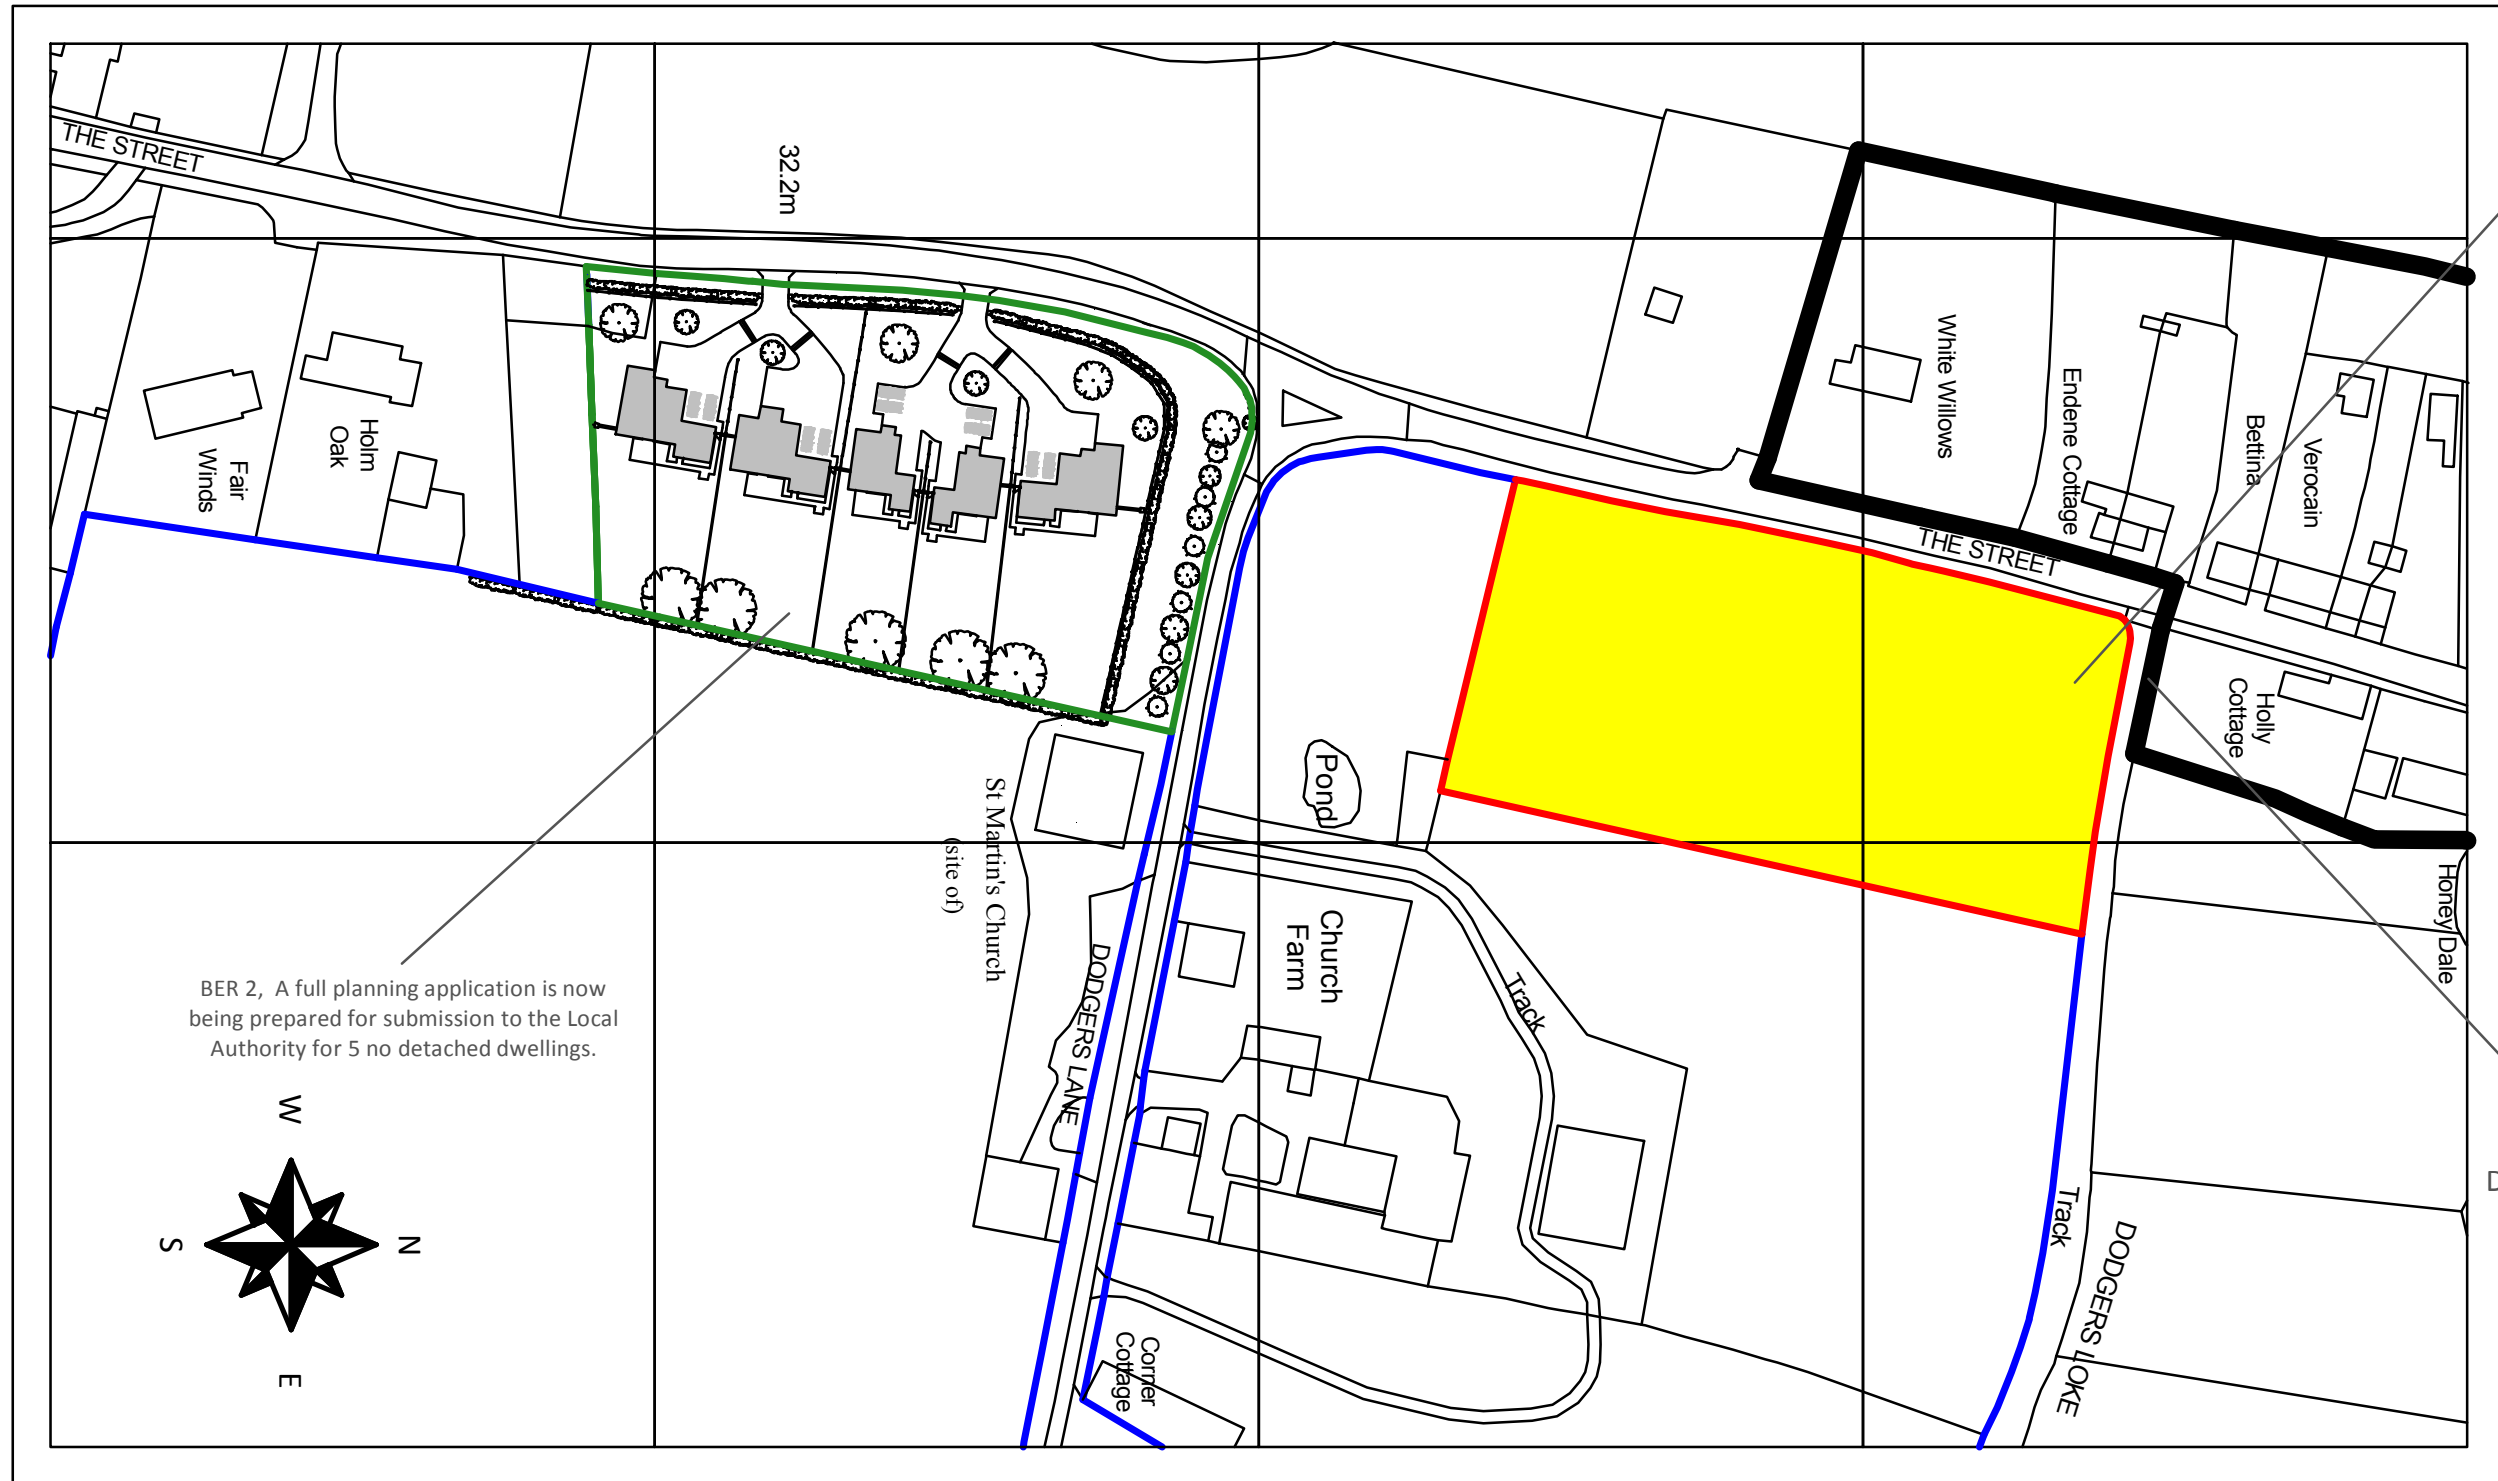 THE STREET
32.2m
White Willows
Endene Cottage
Bettina
Verocain
Holm
Oak
Fair
Winds
THE STREET
Holly
Cottage
Pond
St Martin's Church
(site of)
Church
Farm
Honey Dale
Track
DODGERS LANE
BER 2, A full planning application is now
being prepared for submission to the Local
Authority for 5 no detached dwellings.
W
N
S
E
Track
DODGERS LOKE
Corner
Cottage
D